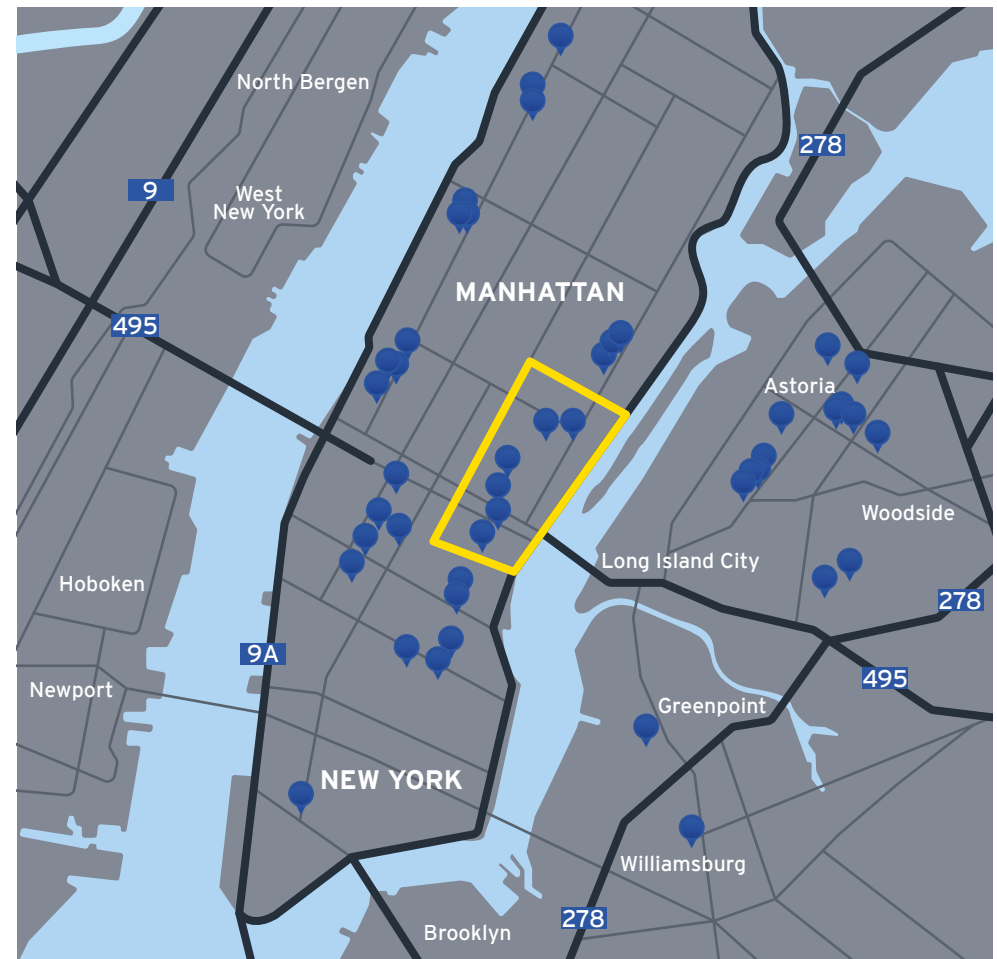 North Bergen
278
9
West
New York
MANHATTAN
495
Astoria
Woodside
Long Island City
Hoboken
278
9A
495
Newport
Greenpoint
NEW YORK
Williamsburg
278
Brooklyn